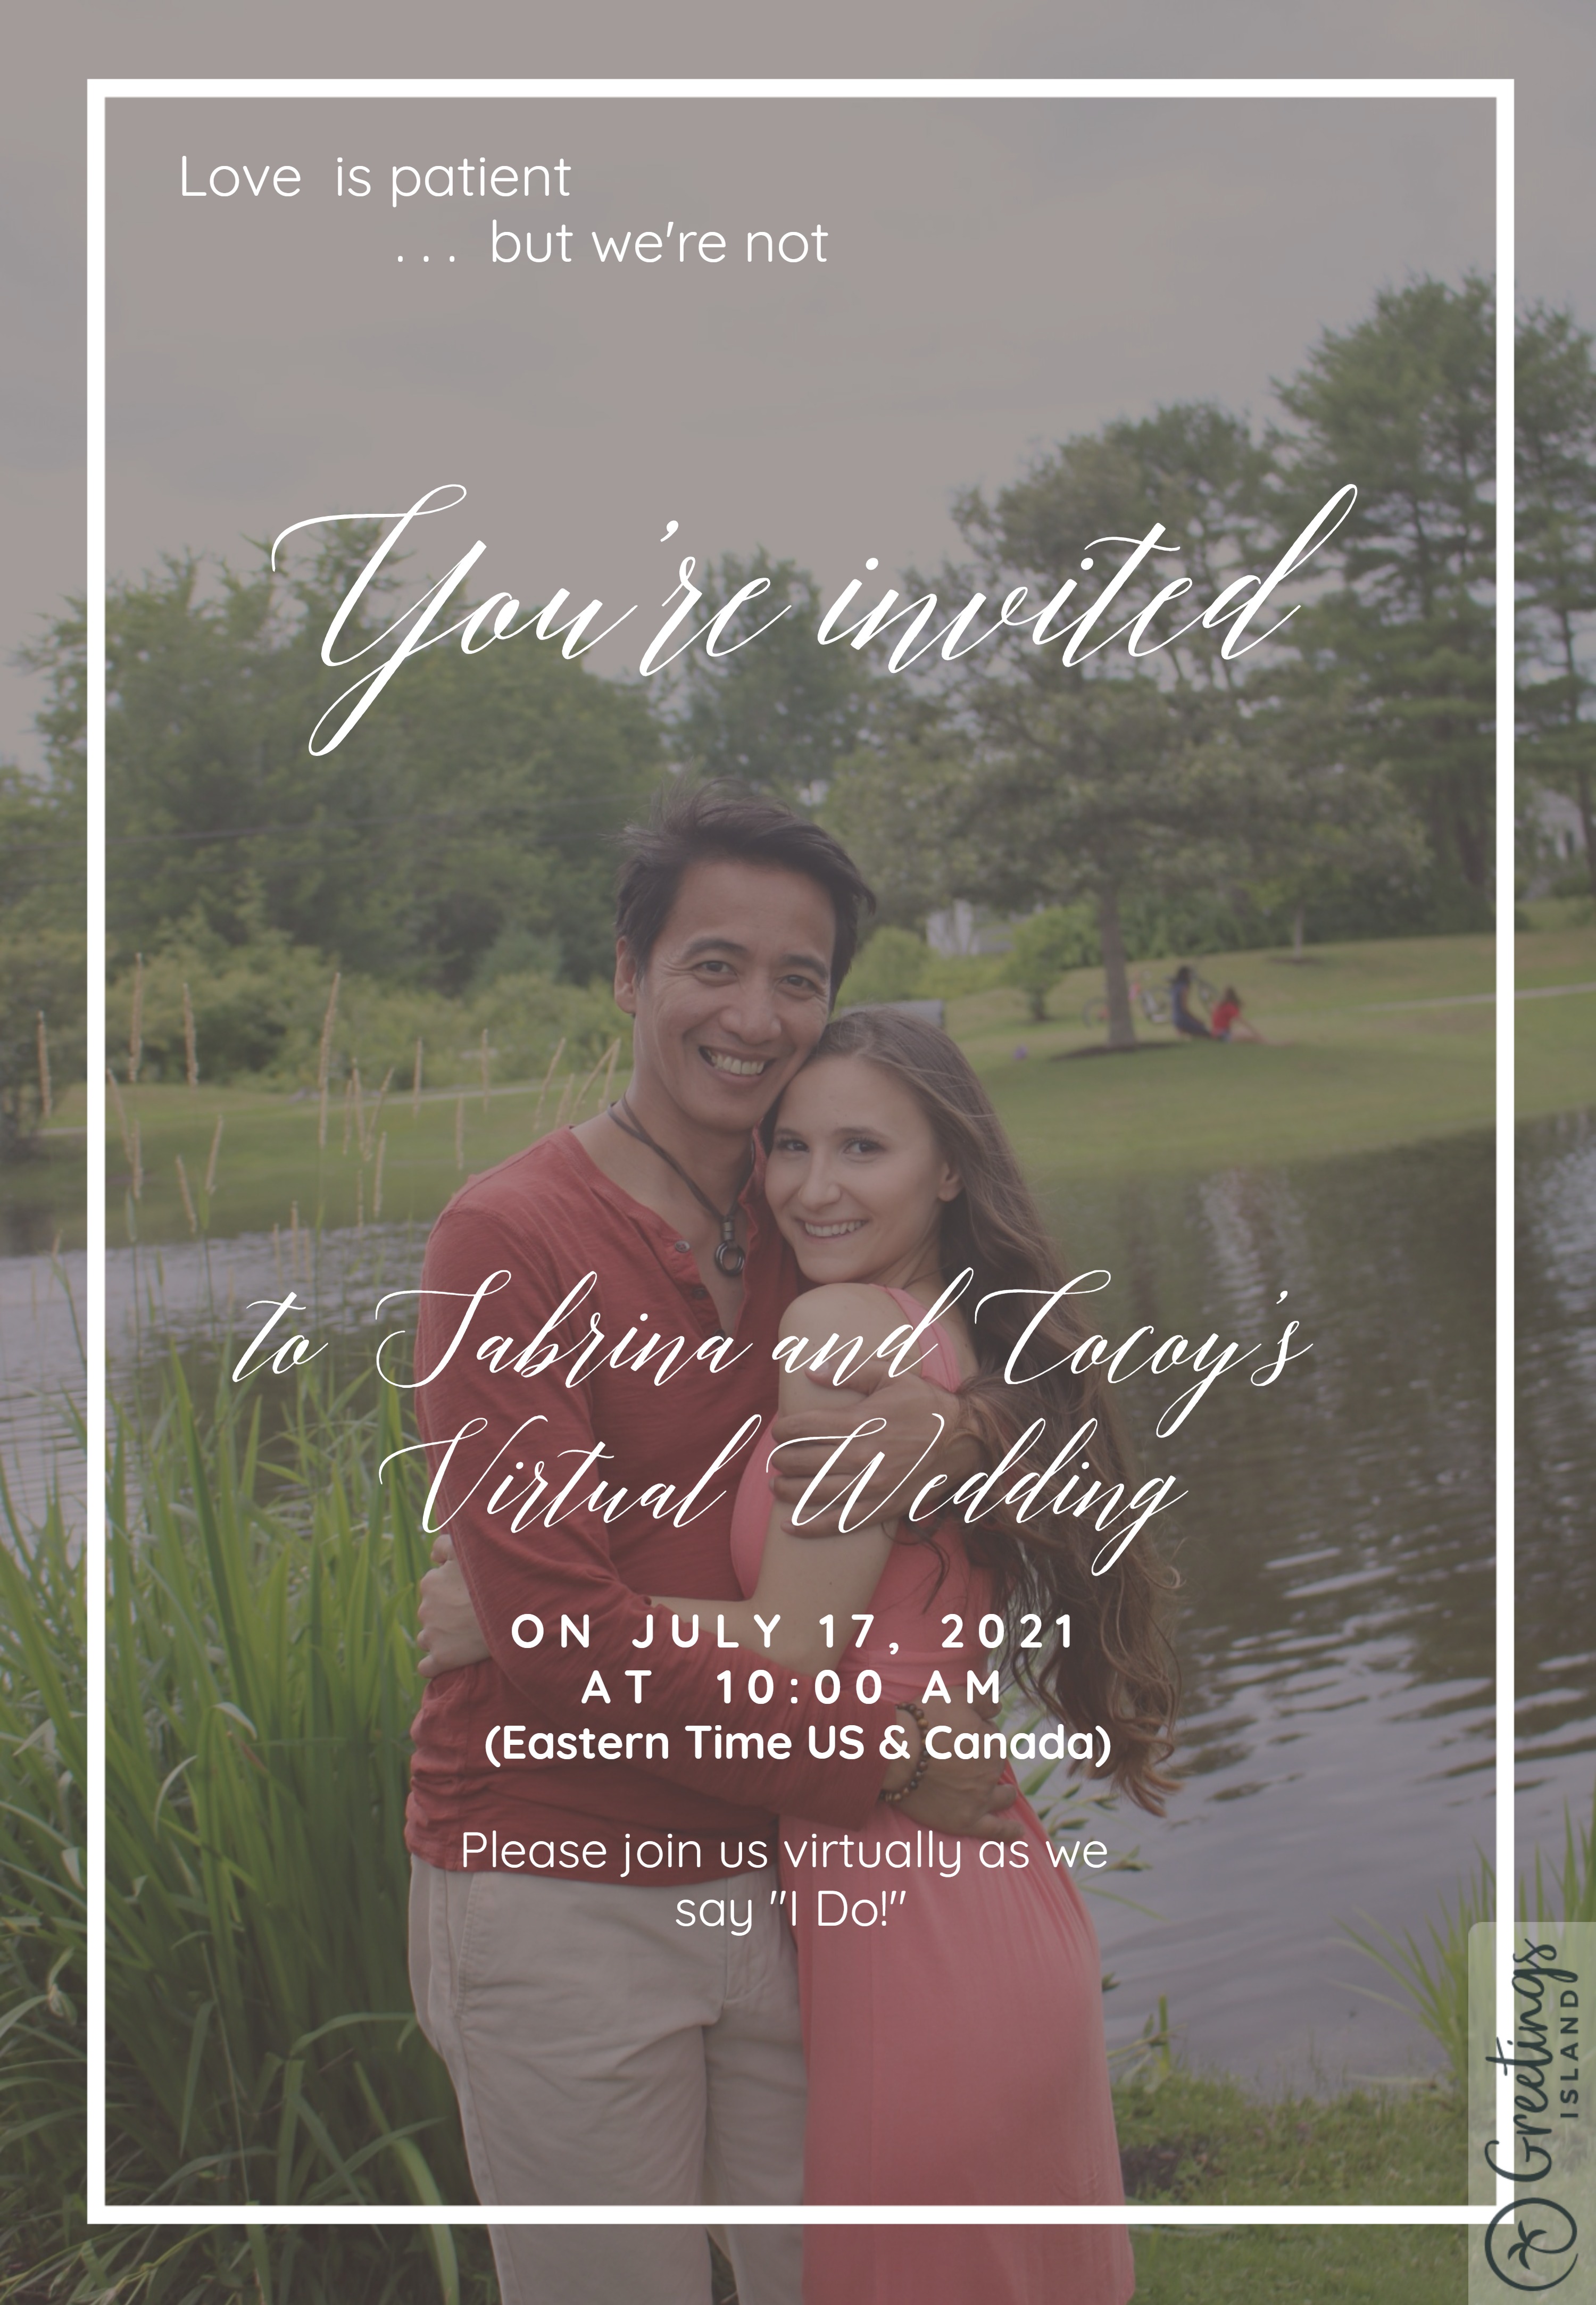 Love is patient
. . . but we're not
You're invited
to Sabrina and Cocoy's
Virtual Wedding
ON JULY 17, 2021
AT 10:00 AM
(Eastern Time US & Canada)
Please join us virtually as we
say "I Do!"
Greetings
ISLAND